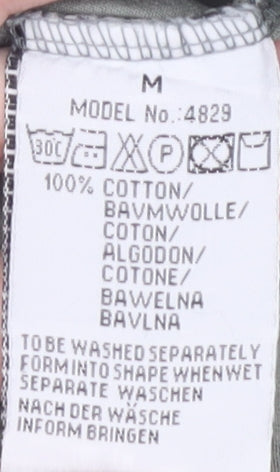 M
MODEL No.:4829
30C P
100% COTTON/
BAVMWOLLE/
COTON/
ALGODON/
COTONE/
BAWELNA
BAVLNA
TO BE WASHED SEPARATELY
FORM INTO SHAPE WHEN WET
SEPARATE WASCHEN
NACH DER WÄSCHE
INFORM BRINGEN